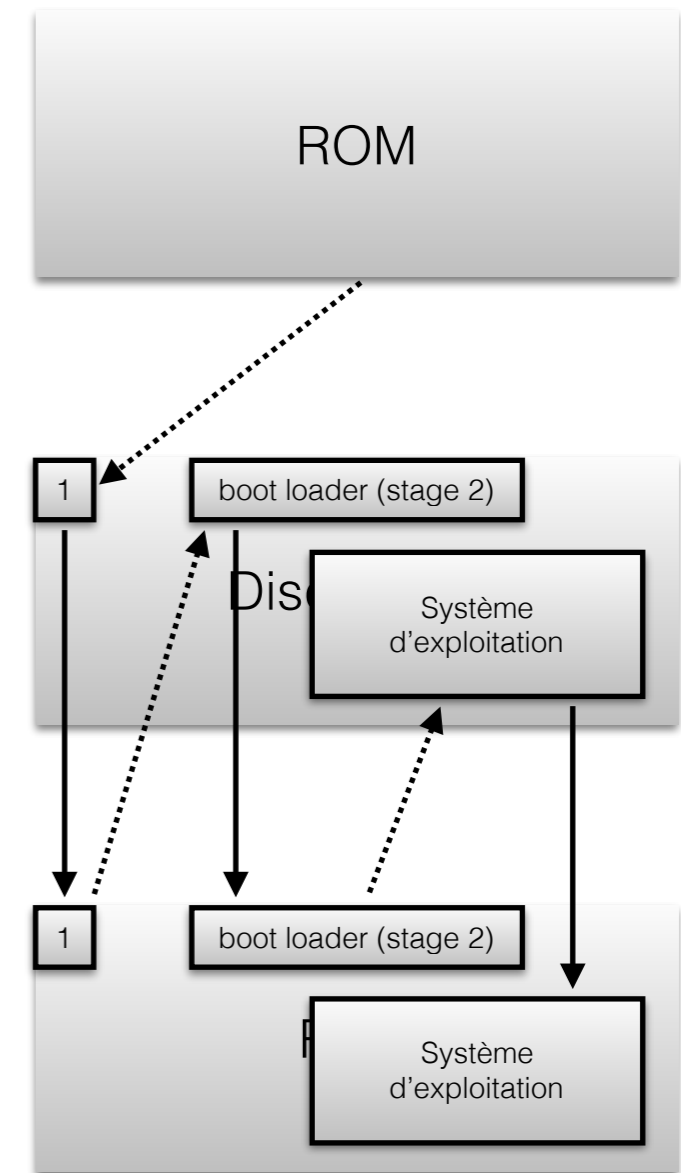 ROM
1
boot loader (stage 2)
Système
d'exploitation
1
boot loader (stage 2)
Système
d'exploitation